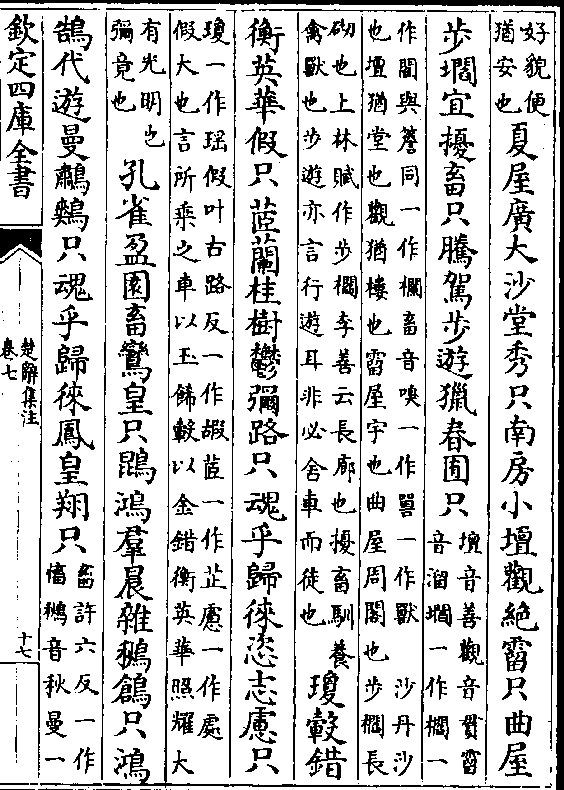 好貌便
猶安也
夏屋廣大沙堂秀只南房小壇觀絶霤只曲屋
步壛宜擾畜只騰駕步遊獵春囿只
壇音善觀音貫霤
音溜壛一作櫩一
作閻與簷同一作欄畜音嗅一作嘼一作獸　沙丹沙
也壇猶堂也觀猶樓也霤屋宇也曲屋周閣也步櫩長
砌也上林賦作步櫩李善云長廊也擾畜馴養
禽獸也步遊亦言行遊耳非必舍車而徒也
瓊轂錯
衡英華假只茝蘭桂樹鬱彌路只魂乎歸徠恣志慮只
瓊一作瑶假叶古路反一作嘏茝一作芷慮一作處
假大也言所乘之車以玉飾轂以金錯衡英華照耀大
有光明也
彌竟也
孔雀盈園畜鸞皇只鵾鴻羣晨雜鶖鶬只鴻
鵠代遊曼鷫鷞只魂乎歸徠鳳皇翔只
畜許六反一作
慉鶖音秋曼一
欽定四庫全書
楚辭集注
卷七
十七